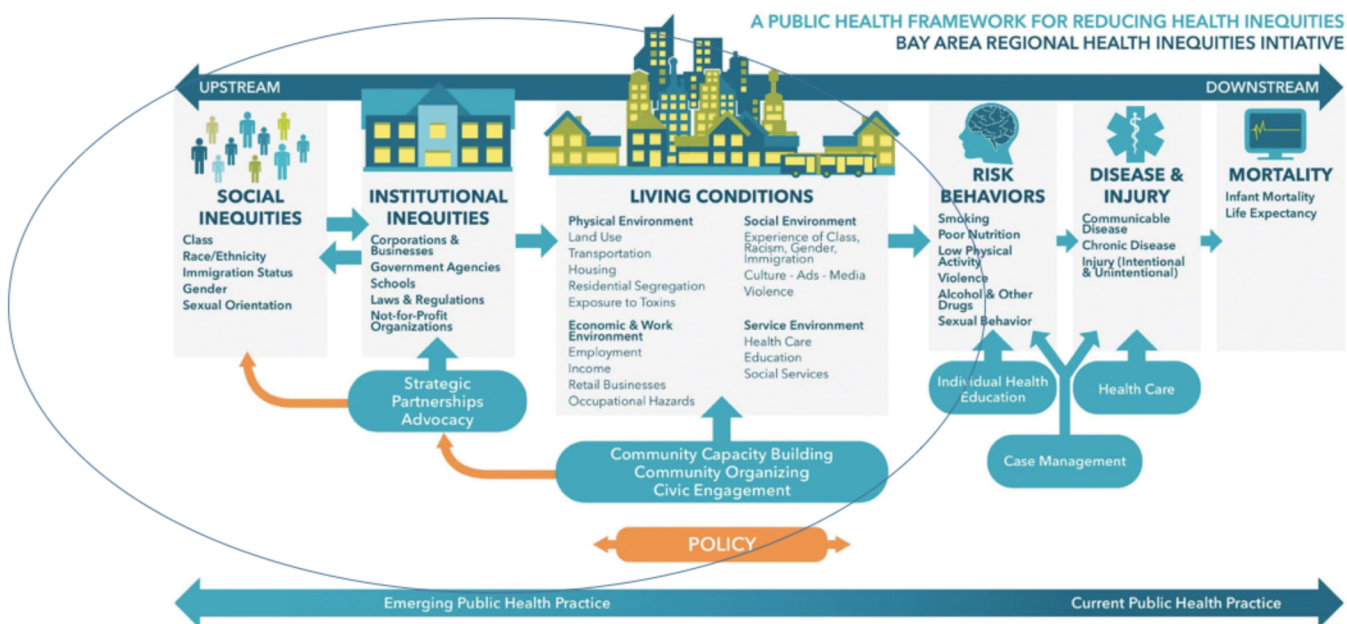 A PUBLIC HEALTH FRAMEWORK FOR REDUCING HEALTH INEQUITIES
BAY AREA REGIONAL HEALTH INEQUITIES INTIATIVE
UPSTREAM
DOWNSTREAM
SOCIAL
INEQUITIES
Class
Race/Ethnicity
Immigration Status
Gender
Sexual Orientation
INSTITUTIONAL
INEQUITIES
Corporations &
Businesses
Government Agencies
Schools
Laws & Regulations
Not-for-Profit
Organizations
LIVING CONDITIONS
Physical Environment
Land Use
Transportation
Housing
Residential Segregation
Exposure to Toxins
Economic & Work
Environment
Employment
Income
Retail Businesses
Occupational Hazards
Social Environment
Experience of Class,
Racism, Gender,
Immigration
Culture - Ads - Media
Violence
Service Environment
Health Care
Education
Social Services
RISK
BEHAVIORS
Smoking
Poor Nutrition
Low Physical
Activity
Violence
Alcohol & Other
Drugs
Sexual Behavior
DISEASE &
INJURY
Communicable
Disease
Chronic Disease
Injury (Intentional
& Unintentional)
MORTALITY
Infant Mortality
Life Expectancy
Strategic
Partnerships
Advocacy
Community Capacity Building
Community Organizing
Civic Engagement
Individual Health
Education
Health Care
Case Management
POLICY
Emerging Public Health Practice
Current Public Health Practice